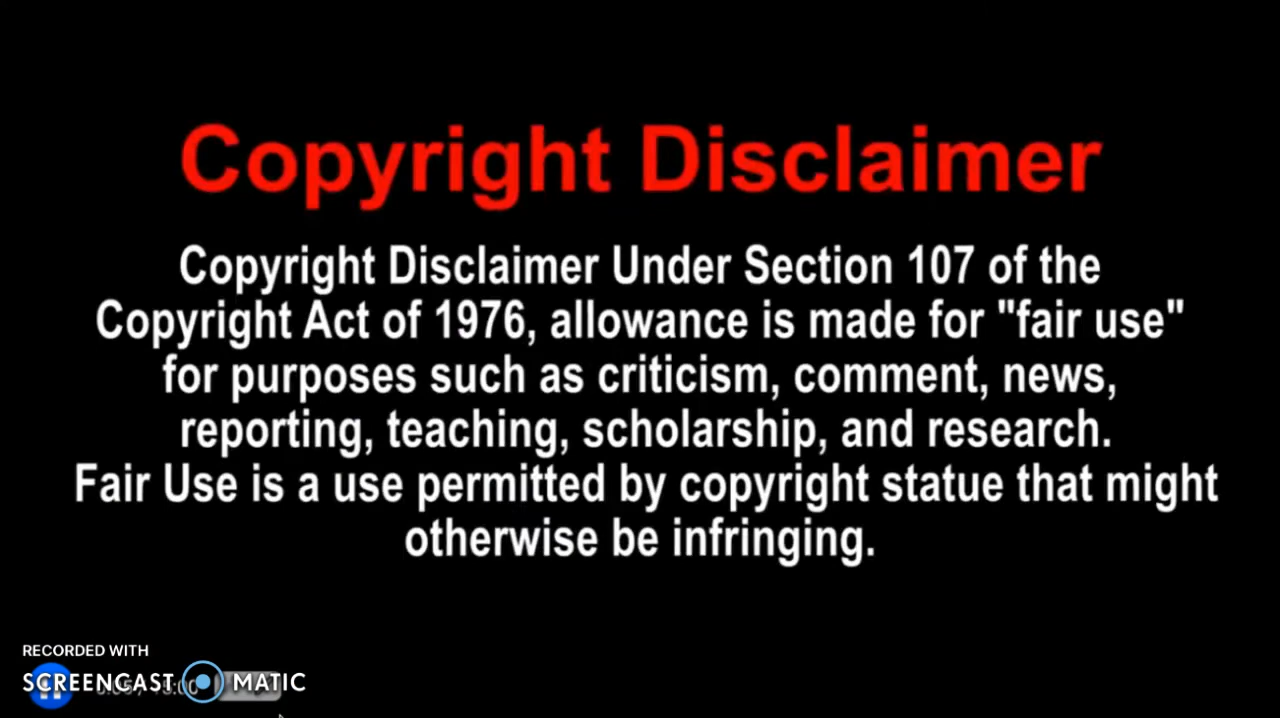 Copyright Disclaimer
Copyright Disclaimer Under Section 107 of the
Copyright Act of 1976, allowance is made for "fair use"
for purposes such as criticism, comment, news,
reporting, teaching, scholarship, and research.
Fair Use is a use permitted by copyright statue that might
otherwise be infringing.
RECORDED WITH
SCREENCAST MATIC